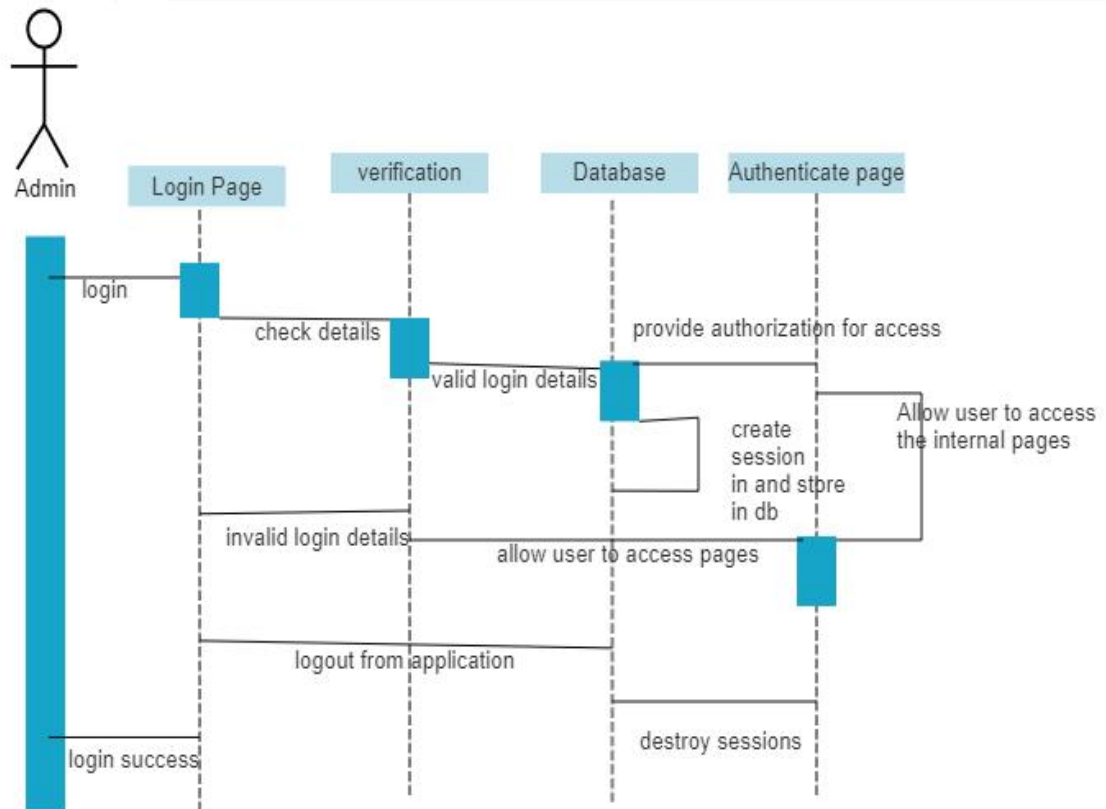 Admin
Login Page
verification
Database
Authenticate page
login
check details
provide authorization for access
valid login details
Allow user to access
the internal pages
create
session
in and store
in db
invalid login details
allow user to access pages
logout from application
destroy sessions
login success